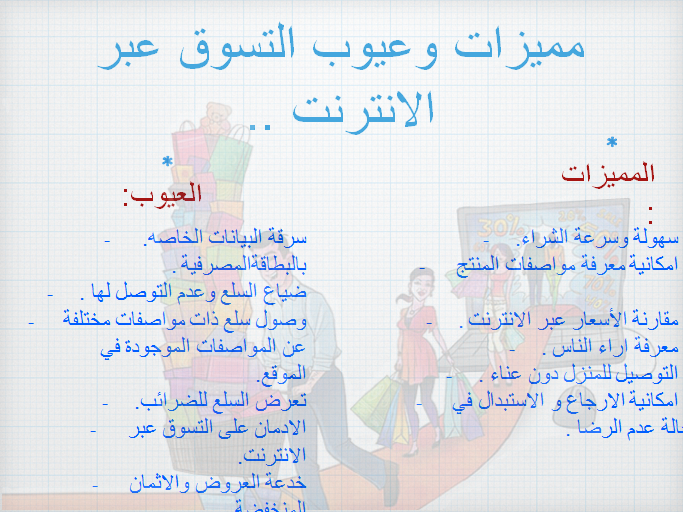 مميزات وعيوب التسوق عبر
الانترنت ..
* المميزات
:
- سهولة وسرعة الشراء.
- امكانية معرفة مواصفات المنتج
- مقارنة الأسعار عبر الانترنت .
- معرفة اراء الناس .
- التوصيل للمنزل دون عناء .
- امكانية الارجاع و الاستبدال في
حالة عدم الرضا .
* العيوب:
- سرقة البيانات الخاصه.
بالبطاقةالمصرفية .
- ضياع السلع وعدم التوصل لها .
- وصول سلع ذات مواصفات مختلفة
عن المواصفات الموجودة في
الموقع.
- تعرض السلع للضرائب.
- الادمان على التسوق عبر
الانترنت.
- خدعة العروض والاثمان
المنخفضة
30%